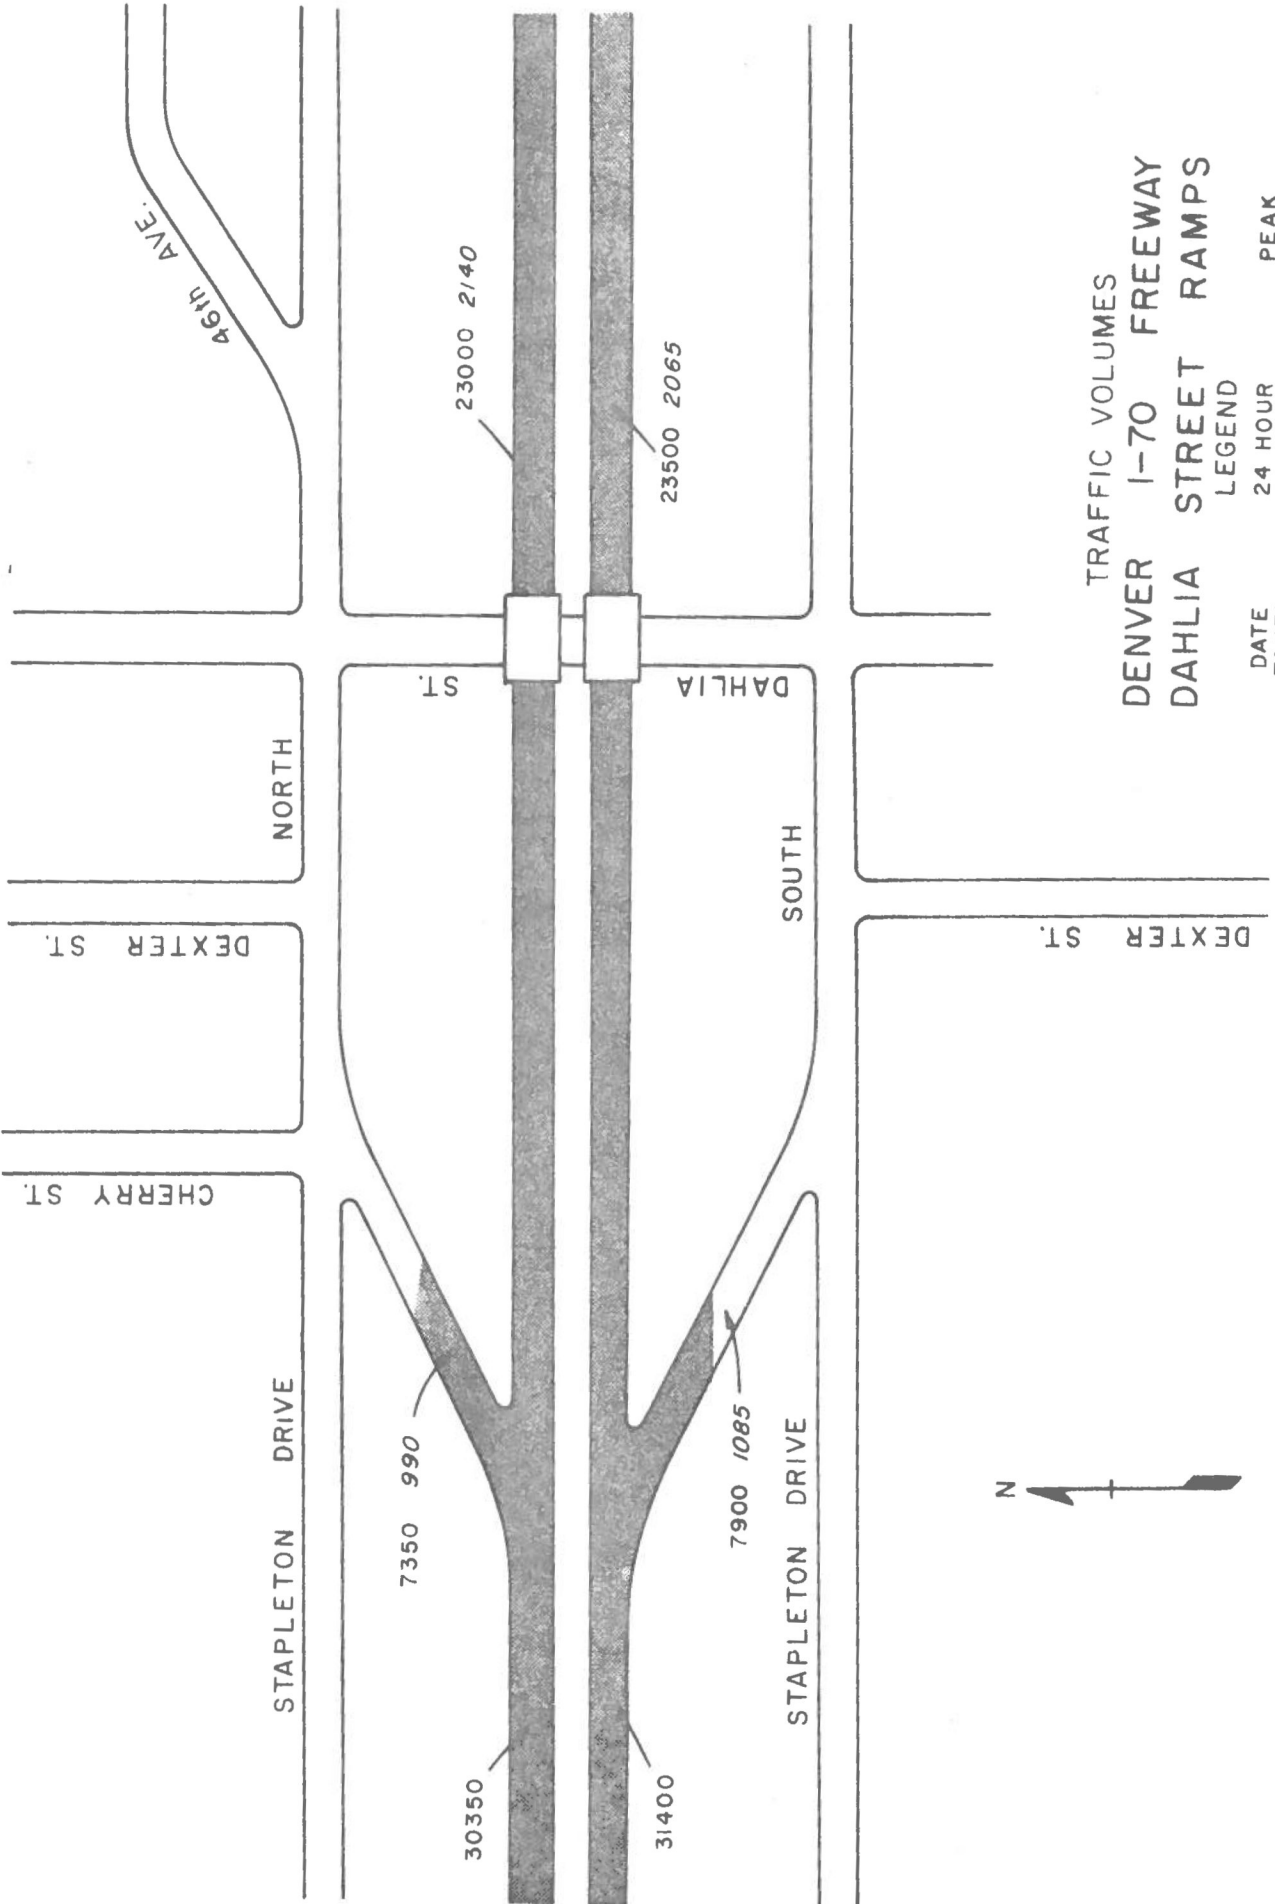 46th AVE.
NORTH
DEXTER ST.
CHERRY ST.
STAPLETON DRIVE
23000 2140
23500 2065
DAHLIA ST.
SOUTH
DEXTER ST.
7350 990
7900 1085
STAPLETON DRIVE
30350
31400
N
TRAFFIC VOLUMES
DENVER I-70 FREEWAY
DAHLIA STREET RAMPS
LEGEND
DATE 24 HOUR PEAK